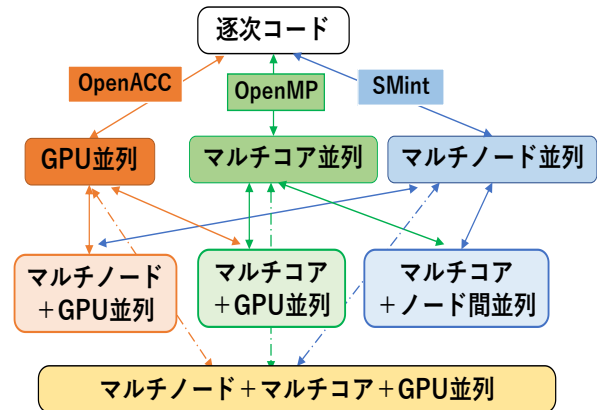 逐次コード
OpenACC
OpenMP
SMint
GPU並列
マルチコア並列
マルチノード並列
マルチノード
+GPU並列
マルチコア
+GPU並列
マルチコア
+ノード間並列
マルチノード+マルチコア+GPU並列